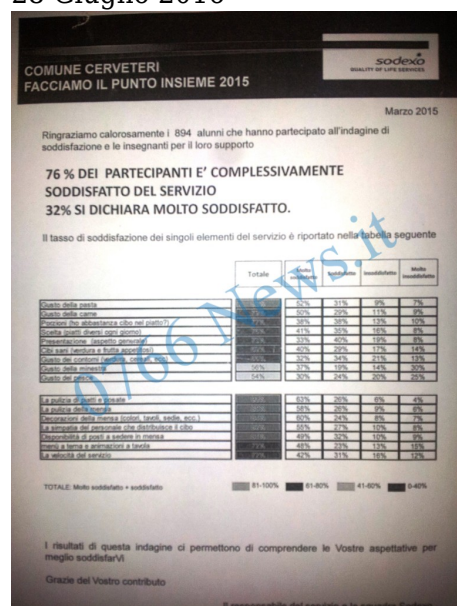 COMUNE CERVETERI
FACCIAMO IL PUNTO INSIEME 2015
sodexo
QUALITY OF LIFE SERVICES
Marzo 2015
Ringraziamo calorosamente i 894 alunni che hanno partecipato all'indagine di
soddisfazione e le insegnanti per il loro supporto
76 % DEI PARTECIPANTI E' COMPLESSIVAMENTE
SODDISFATTO DEL SERVIZIO
32% SI DICHIARA MOLTO SODDISFATTO.
Il tasso di soddisfazione dei singoli elementi del servizio è riportato nella tabella seguente
Totale Molto soddisfatto Soddisfatto Insoddisfatto Molto insoddisfatto
Gusto della pasta 52% 31% 9% 7%
Gusto della carne 50% 29% 11% 9%
Porzioni (ho abbastanza cibo nel piatto?) 38% 38% 13% 10%
Scelta (piatti diversi ogni giorno) 41% 35% 16% 8%
Presentazione (aspetto generale) 33% 40% 19% 8%
Cibi sani (verdura e frutta appetitosi) 40% 29% 17% 14%
Gusto dei contorni 32% 34% 21% 13%
Gusto della minestra 56% 37% 19% 14% 30%
Gusto del pesce 54% 30% 24% 20% 25%
La pulizia di piatti e posate 63% 26% 6% 4%
La pulizia della mensa 58% 26% 9% 6%
Decorazioni della mensa (colori, tavoli, sedie, ecc.) 60% 24% 8% 7%
La simpatia del personale che distribuisce il cibo 55% 27% 10% 8%
Disponibilità di posti a sedere in mensa 49% 32% 10% 9%
menù a tema e animazioni a tavola 48% 23% 13% 15%
La velocità del servizio 42% 31% 16% 12%
TOTALE: Molto soddisfatto + soddisfatto 81-100% 61-80% 41-60% 0-40%
I risultati di questa indagine ci permettono di comprendere le Vostre aspettative per
meglio soddisfarVi
Grazie del Vostro contributo
0766 News.it